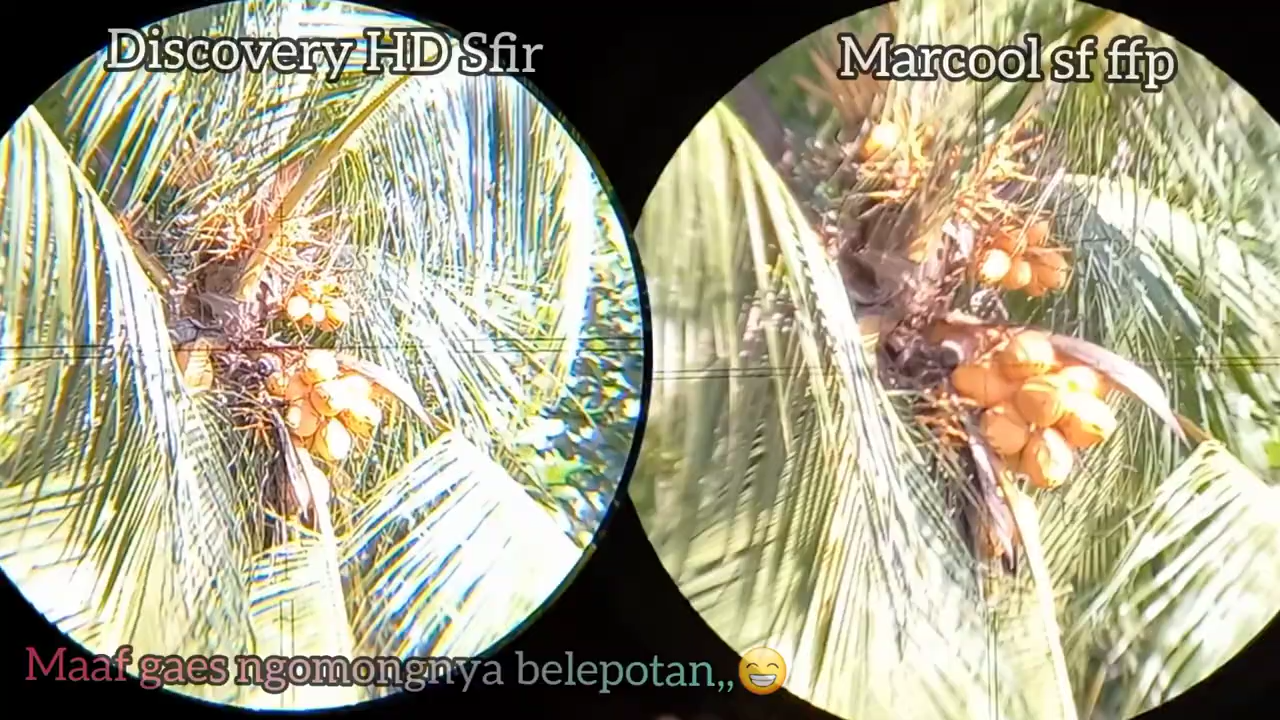 Discovery HD Sfir
Marcool sf ffp
Maaf gaes ngomongnya belepotan,,😁